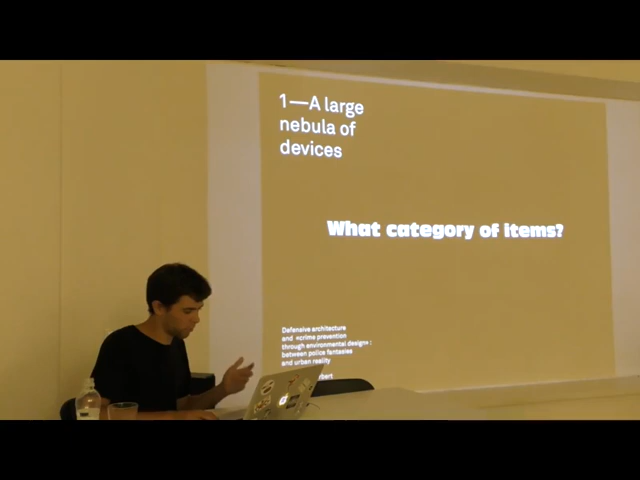 1—A large
nebula of
devices
What category of items?
Defensive architecture
and «crime prevention
through environmental design» :
between police fantasies
and urban reality